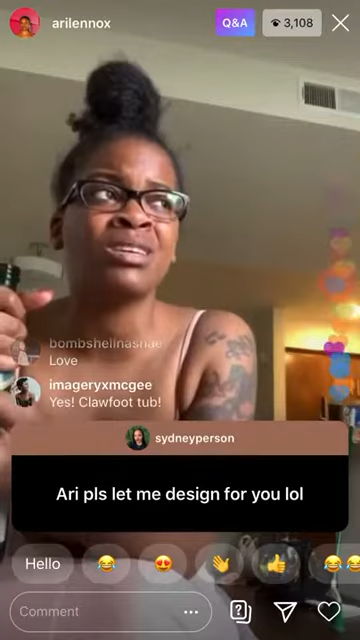 arilennox
Q&A
3,108
bombshellnashae
Love
imageryxmcgee
Yes! Clawfoot tub!
sydneyperson
Ari pls let me design for you lol
Hello
Comment